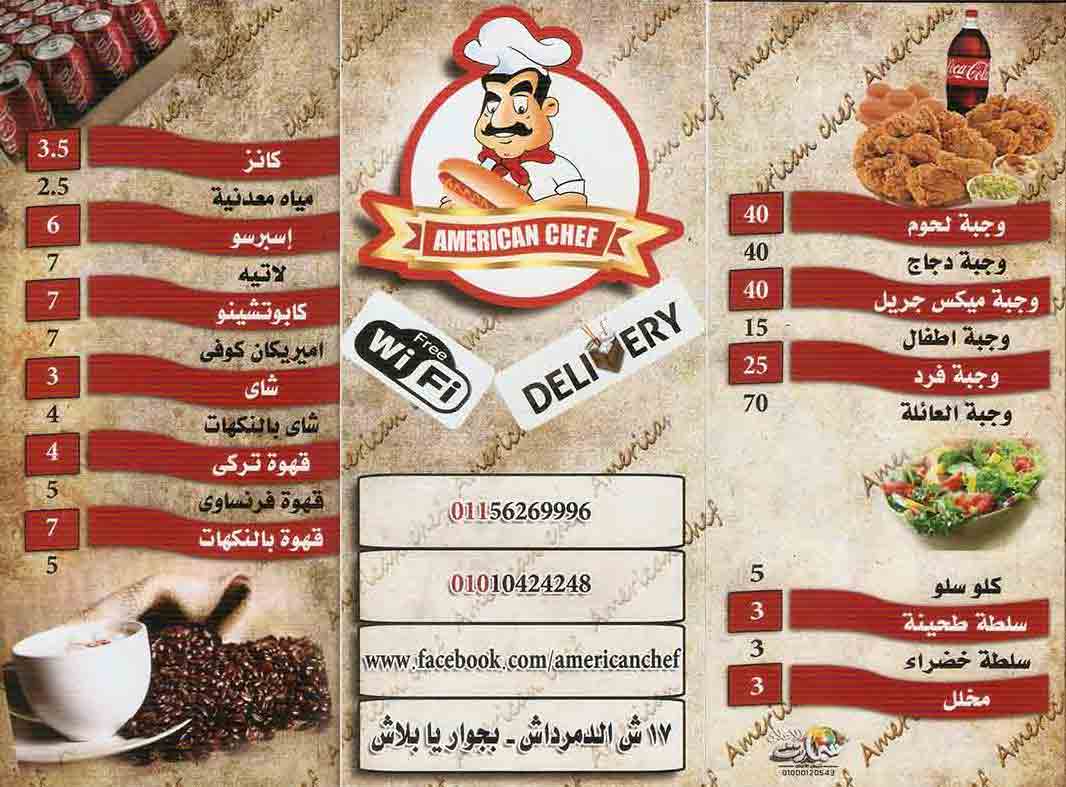 3.5 كانز
2.5 مياه معدنية
6 إسبرسو
7 لاتيه
7 كابوتشينو
7 امیریکان کوفی
3 شاى
4 شاى بالنكهات
4 قهوة تركى
5 قهوة فرنساوى
7 قهوة بالنكهات
5
AMERICAN CHEF
Free
Wi Fi
DELIVERY
01156269996
01010424248
www.facebook.com/americanchef
١٧ ش الدمرداش - بجوار يا بلاش
Coca Cola
40 وجبة لحوم
40 وجبة دجاج
40 وجبة ميكس جريل
15 وجبة اطفال
25 وجبة فرد
70 وجبة العائلة
5 كلو سلو
3 سلطة طحينة
3 سلطة خضراء
3 مخلل
01000120543
American chef